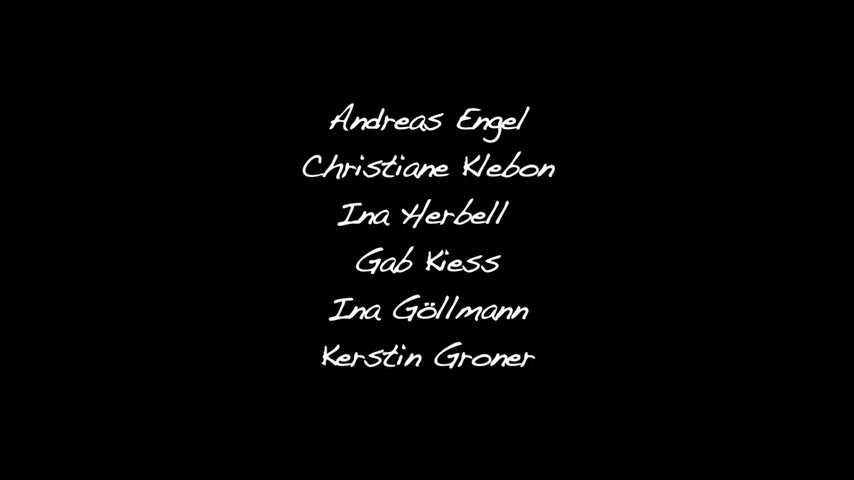 Andreas Engel
Christiane Klebon
Ina Herbell
Gab Kiess
Ina Göllmann
Kerstin Groner